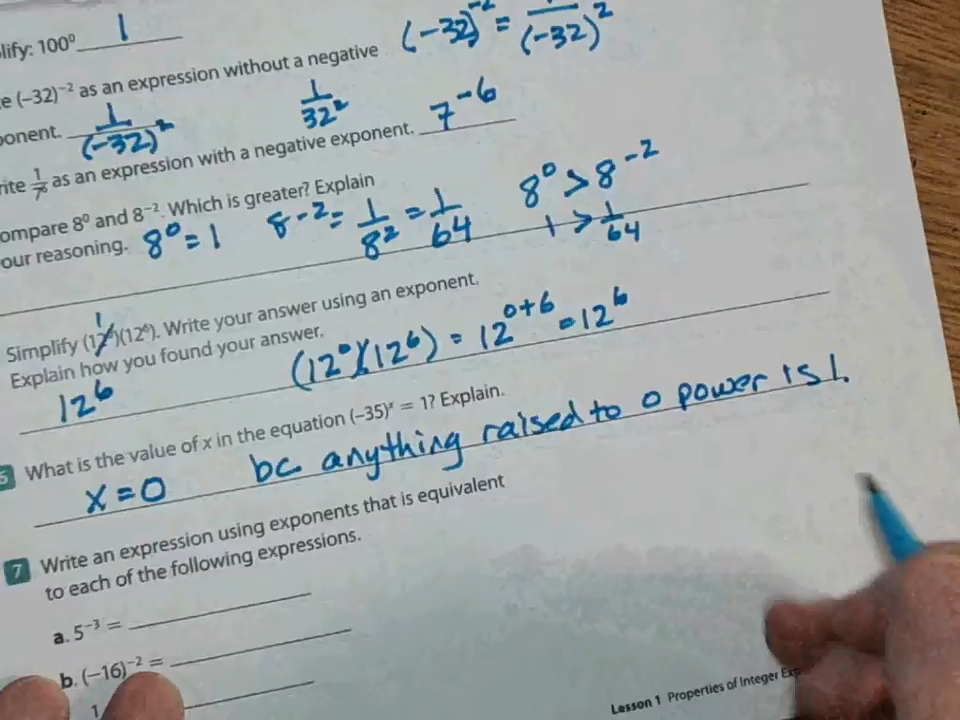 lify: 100⁰ 1
(-32)⁻² = 1/(-32)²
e (−32)⁻² as an expression without a negative
ponent. 1/(-32)² 1/32²
rite 1/7⁶ as an expression with a negative exponent. 7⁻⁶
ompare 8⁰ and 8⁻². Which is greater? Explain
our reasoning. 8⁰ = 1 8⁻² = 1/8² = 1/64 8⁰ > 8⁻²
1 > 1/64
Simplify (12⁰)(12⁶). Write your answer using an exponent.
1
Explain how you found your answer.
12⁶ (12⁰)(12⁶) = 12⁰⁺⁶ = 12⁶
What is the value of x in the equation (−35)ˣ = 1? Explain.
x = 0 bc anything raised to 0 power is 1.
7 Write an expression using exponents that is equivalent
to each of the following expressions.
a. 5⁻³ =
b. (−16)⁻² =
1
Lesson 1 Properties of Integer Exp